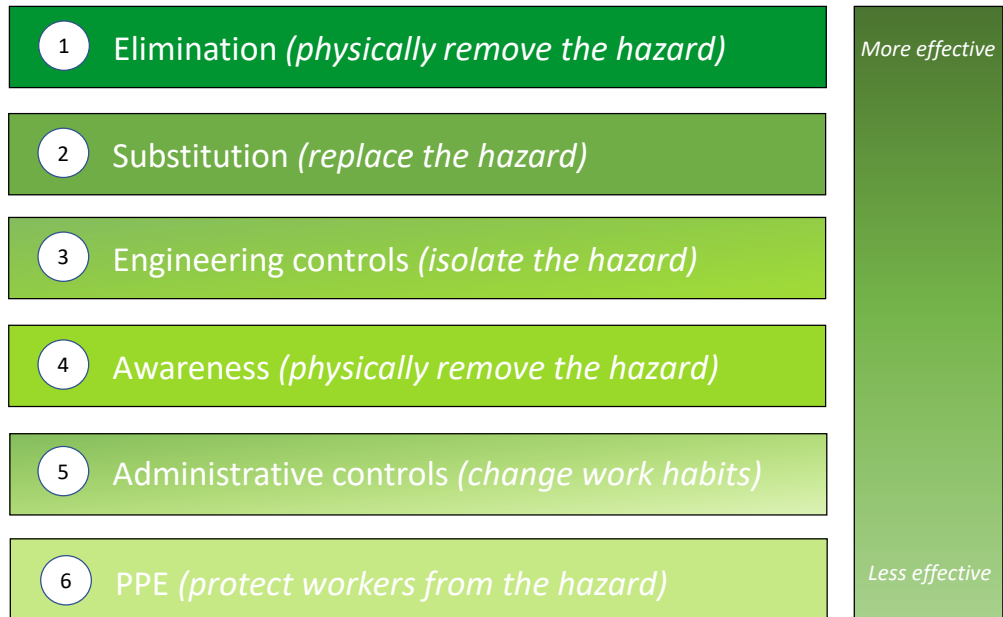 1 Elimination (physically remove the hazard)
More effective
2 Substitution (replace the hazard)
3 Engineering controls (isolate the hazard)
4 Awareness (physically remove the hazard)
5 Administrative controls (change work habits)
6 PPE (protect workers from the hazard)
Less effective